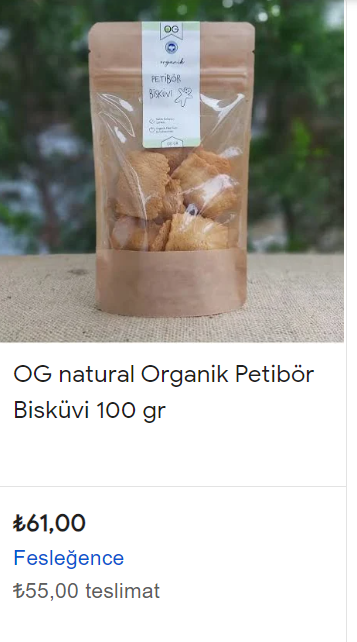 OG
organik
PETİBÖR
BİSKÜVİ
OG natural Organik Petibör
Bisküvi 100 gr
₺61,00
Fesleğence
₺55,00 teslimat